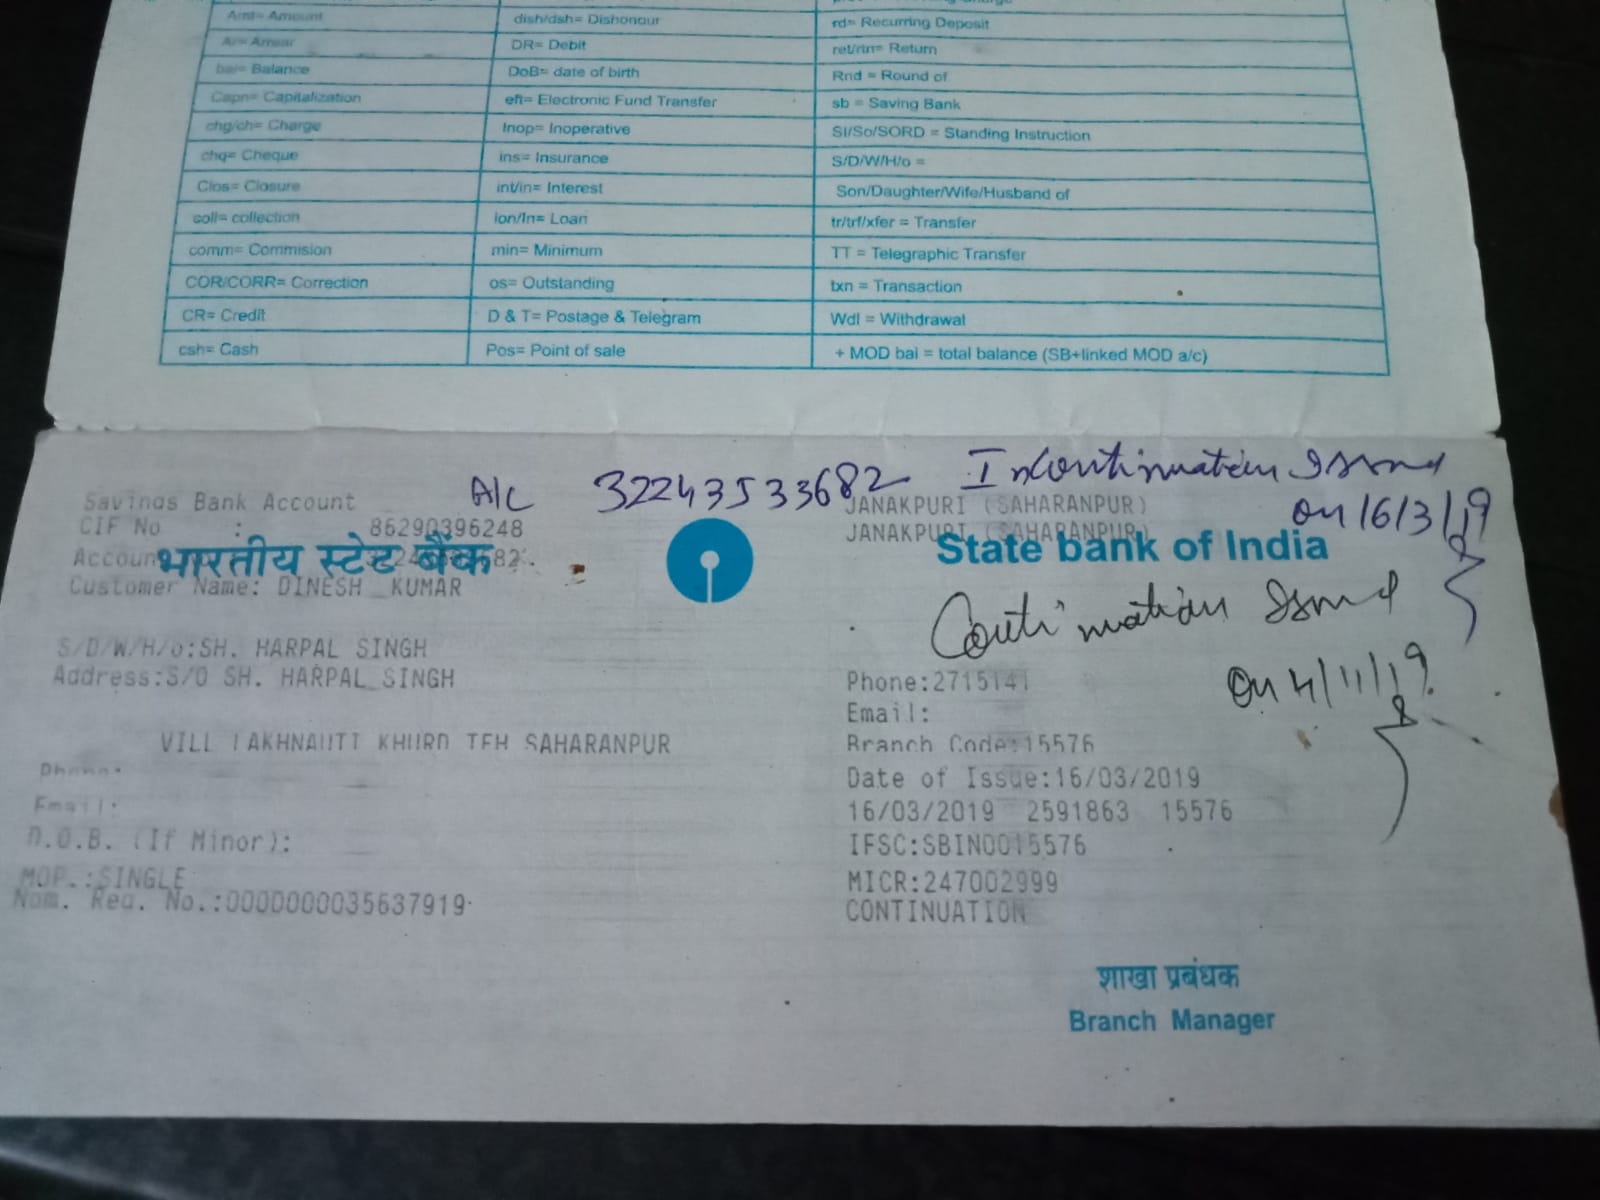 Amt= Amount dish/dsh= Dishonour rd= Recurring Deposit
Ar= Arrear DR= Debit ret/rtn= Return
bal= Balance DoB= date of birth Rnd = Round of
Capn= Capitalization eft= Electronic Fund Transfer sb = Saving Bank
chg/ch= Charge Inop= Inoperative SI/So/SORD = Standing Instruction
chq= Cheque ins= Insurance S/D/W/H/o =
Clos= Closure int/in= Interest Son/Daughter/Wife/Husband of
coll= collection lon/ln= Loan tr/trf/xfer = Transfer
comm= Commision min= Minimum TT = Telegraphic Transfer
COR/CORR= Correction os= Outstanding txn = Transaction
CR= Credit D & T= Postage & Telegram Wdl = Withdrawal
csh= Cash Pos= Point of sale + MOD bal = total balance (SB+linked MOD a/c)
A/C 32243533682 I
on 16/3/19
Savings Bank Account JANAKPURI (SAHARANPUR)
CIF No : 86290396248 JANAKPURI (SAHARANPUR)
भारतीय स्टेट बैंक State bank of India
Customer Name: DINESH KUMAR
Continuation Issued
on 4/11/19
S/D/W/H/o:SH. HARPAL SINGH
Address:S/O SH. HARPAL SINGH Phone:2715141
Email:
VILL LAKHNAUTI KHURD TEH SAHARANPUR Branch Code:15576
Phone: Date of Issue:16/03/2019
Email: 16/03/2019 2591863 15576
D.O.B. (If Minor): IFSC:SBIN0015576
MOP.:SINGLE MICR:247002999
Nom. Reg. No.:0000000035637919 CONTINUATION
शाखा प्रबंधक
Branch Manager